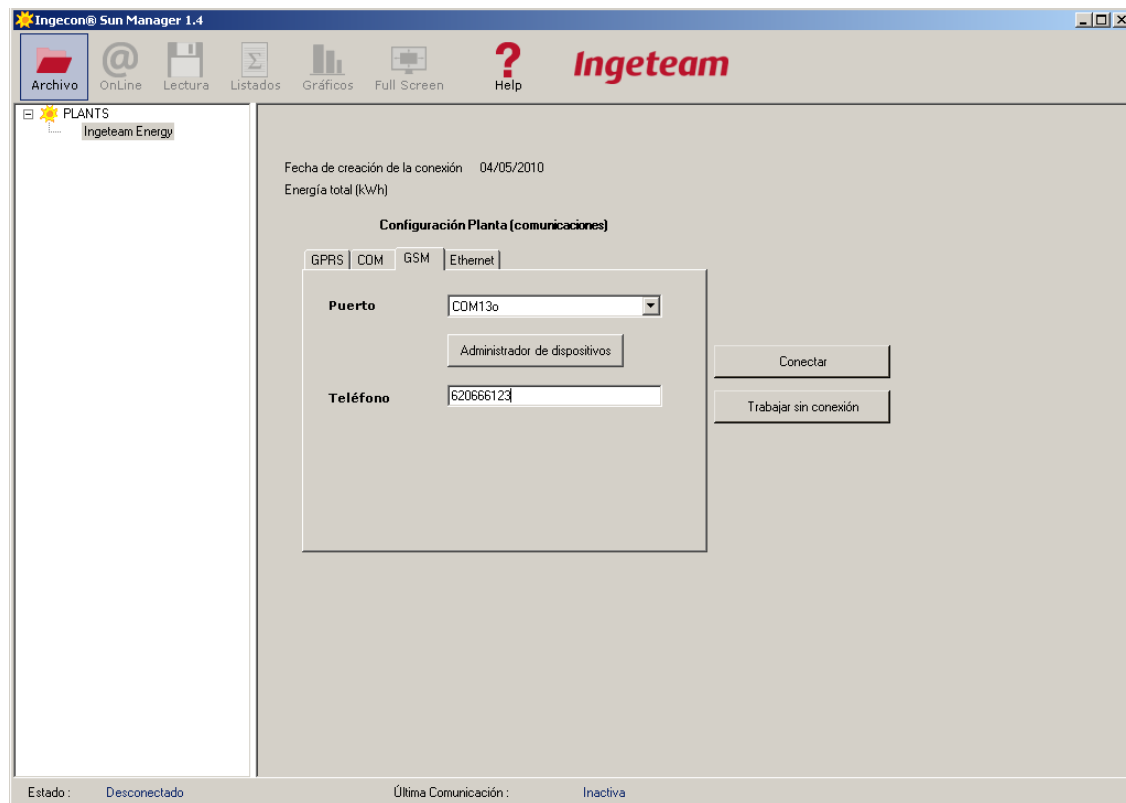 Ingecon® Sun Manager 1.4
Archivo OnLine Lectura Listados Gráficos Full Screen Help Ingeteam
PLANTS
Ingeteam Energy
Fecha de creación de la conexión 04/05/2010
Energía total (kWh)
Configuración Planta (comunicaciones)
GPRS COM GSM Ethernet
Puerto COM13o
Administrador de dispositivos
Conectar
Teléfono 620666123
Trabajar sin conexión
Estado : Desconectado Última Comunicación : Inactiva